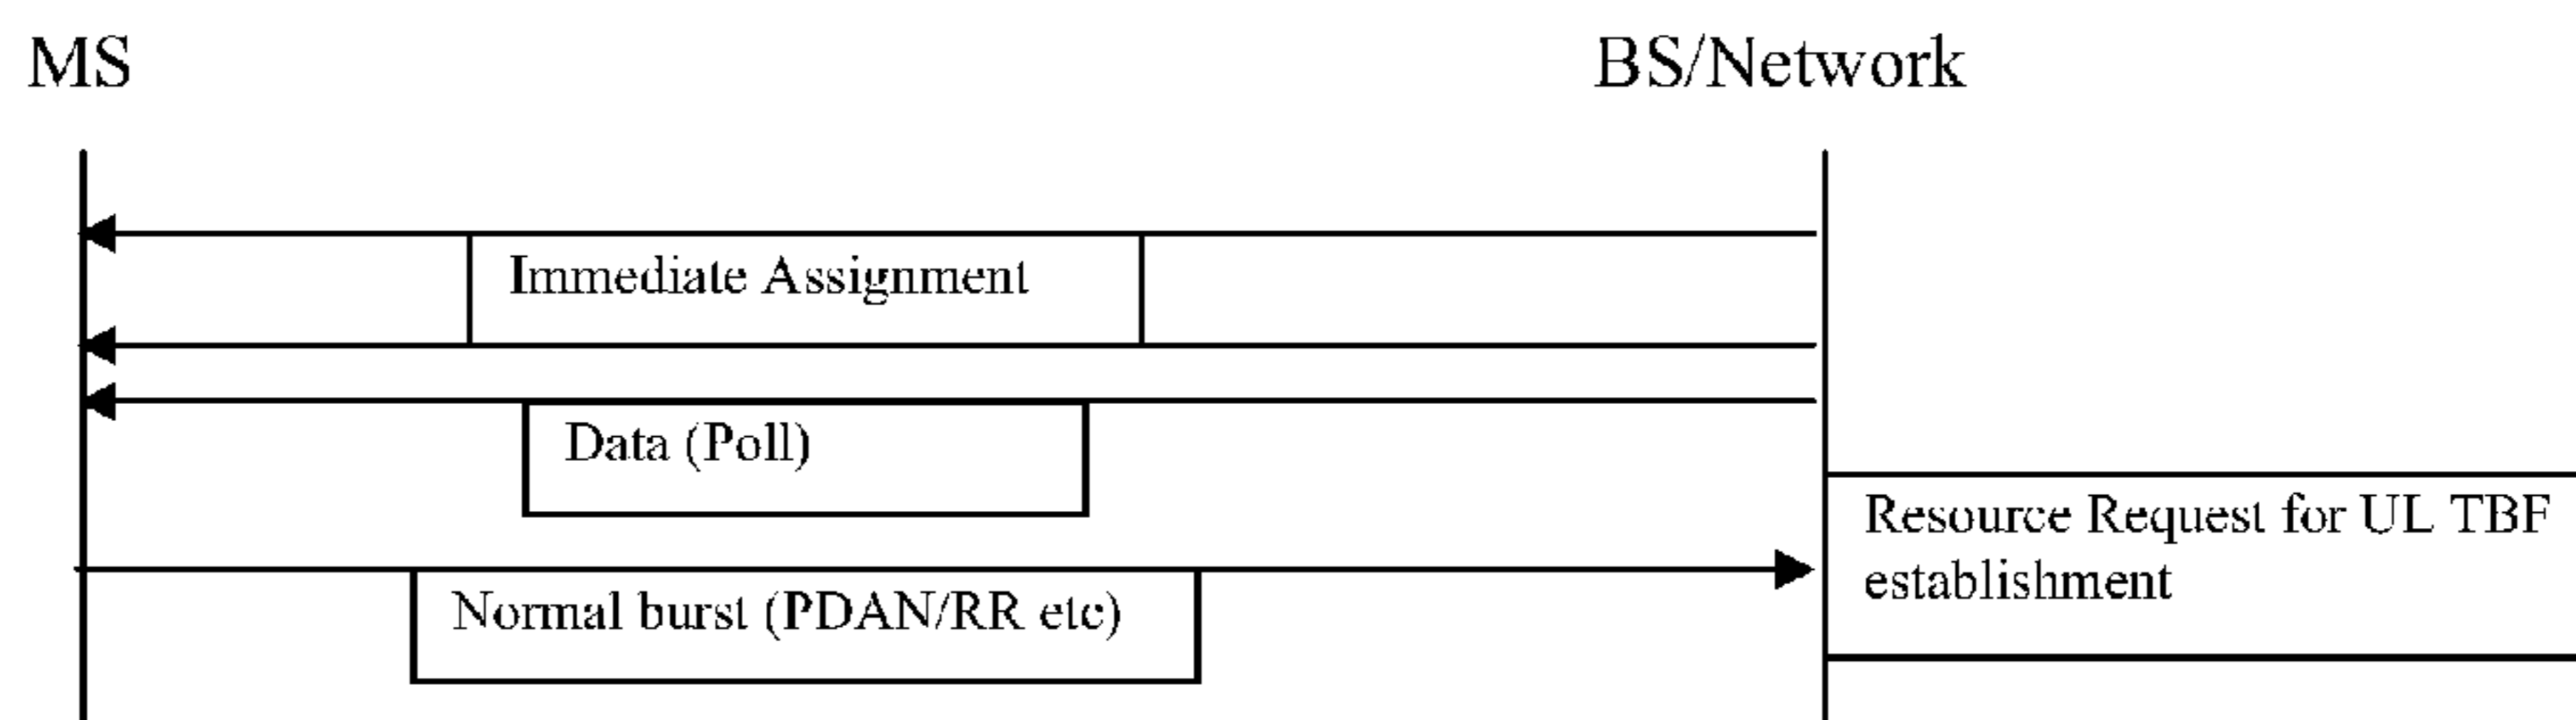 MS
BS/Network
Immediate Assignment
Data (Poll)
Resource Request for UL TBF
establishment
Normal burst (PDAN/RR etc)